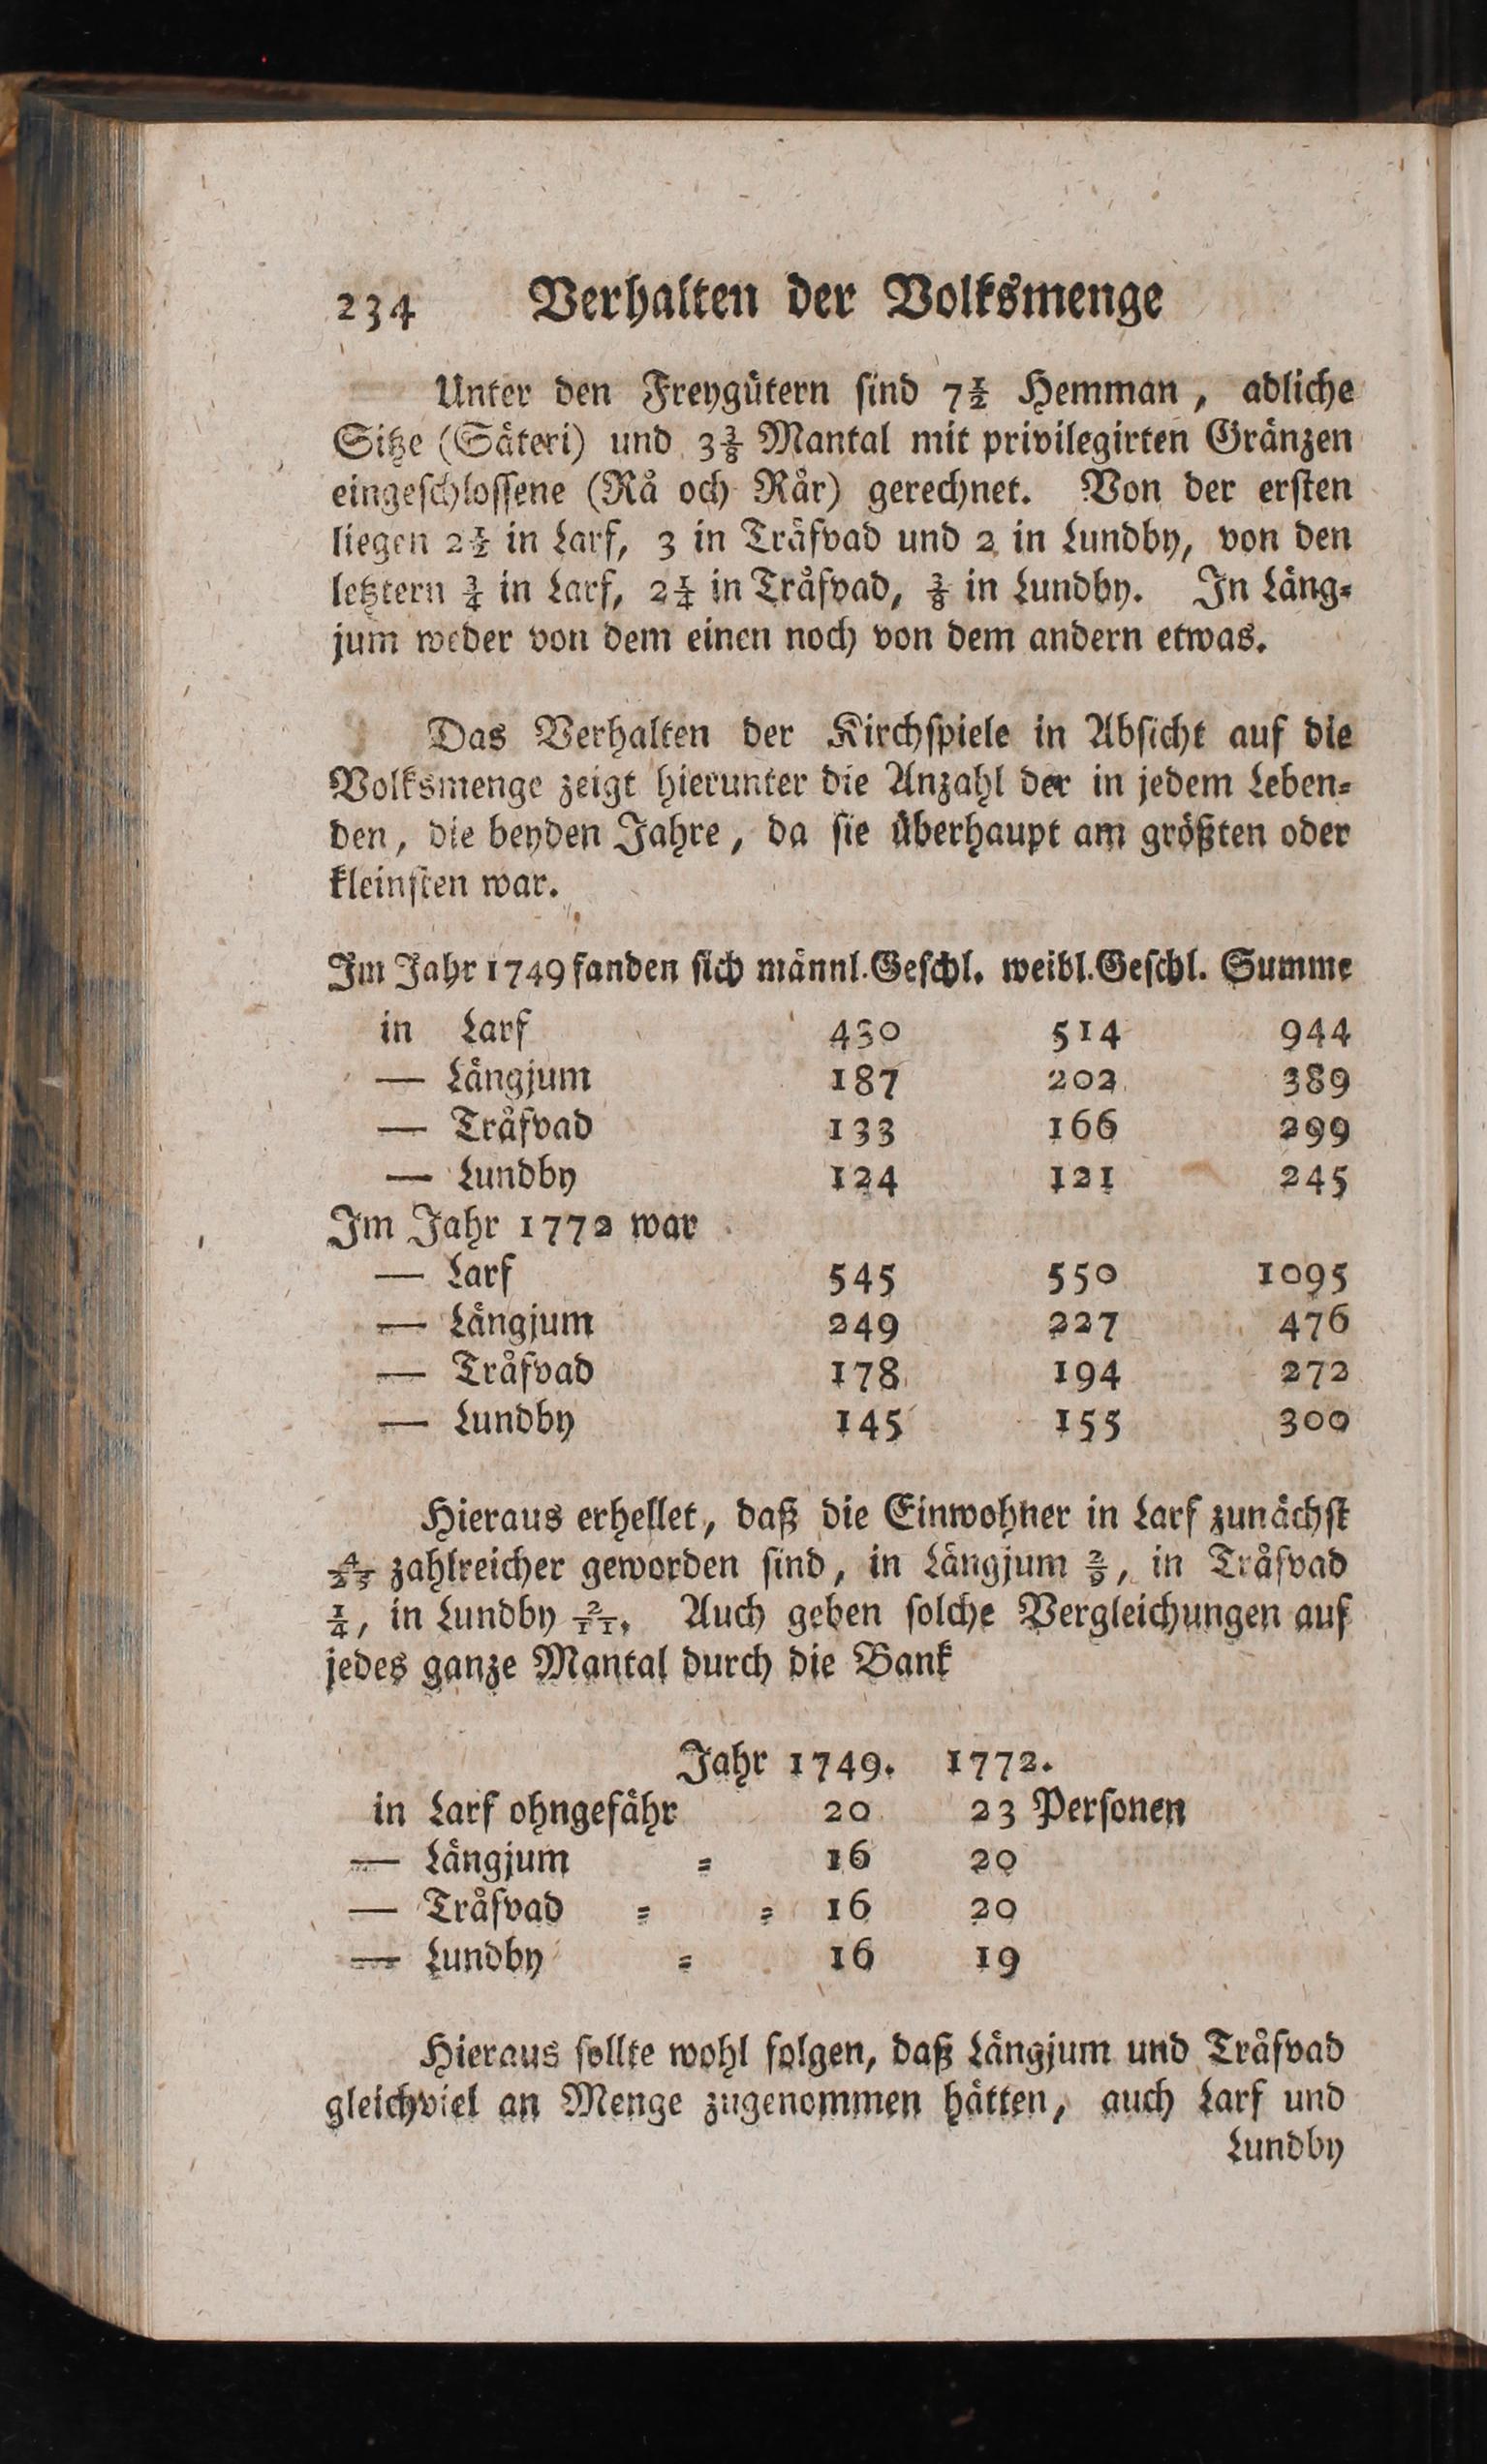 234 Verhalten der Volksmenge
Unter den Freygütern sind 7½ Hemman, adliche
Sitze (Säteri) und 3⅜ Mantal mit privilegirten Gränzen
eingeschlossene (Rå och Rår) gerechnet. Von der ersten
liegen 2½ in Larf, 3 in Tråfvad und 2 in Lundby, von den
letztern ¾ in Larf, 2¼ in Tråfvad, ⅜ in Lundby. In Läng-
jum weder von dem einen noch von dem andern etwas.
Das Verhalten der Kirchspiele in Absicht auf die
Volksmenge zeigt hierunter die Anzahl der in jedem Leben-
den, die beyden Jahre, da sie überhaupt am größten oder
kleinsten war.
Im Jahr 1749 fanden sich männl. Geschl. weibl. Geschl. Summe
in Larf 430 514 944
— Längjum 187 202 389
— Tråfvad 133 166 299
— Lundby 124 121 245
Im Jahr 1772 war
— Larf 545 550 1095
— Längjum 249 227 476
— Tråfvad 178 194 272
— Lundby 145 155 300
Hieraus erhellet, daß die Einwohner in Larf zunächst
4/25 zahlreicher geworden sind, in Längjum 2/9, in Tråfvad
¼, in Lundby 2/11. Auch geben solche Vergleichungen auf
jedes ganze Mantal durch die Bank
Jahr 1749. 1772.
in Larf ohngefähr 20 23 Personen
— Längjum = 16 20
— Tråfvad = = 16 20
— Lundby = 16 19
Hieraus sollte wohl folgen, daß Längjum und Tråfvad
gleichviel an Menge zugenommen hätten, auch Larf und
Lundby